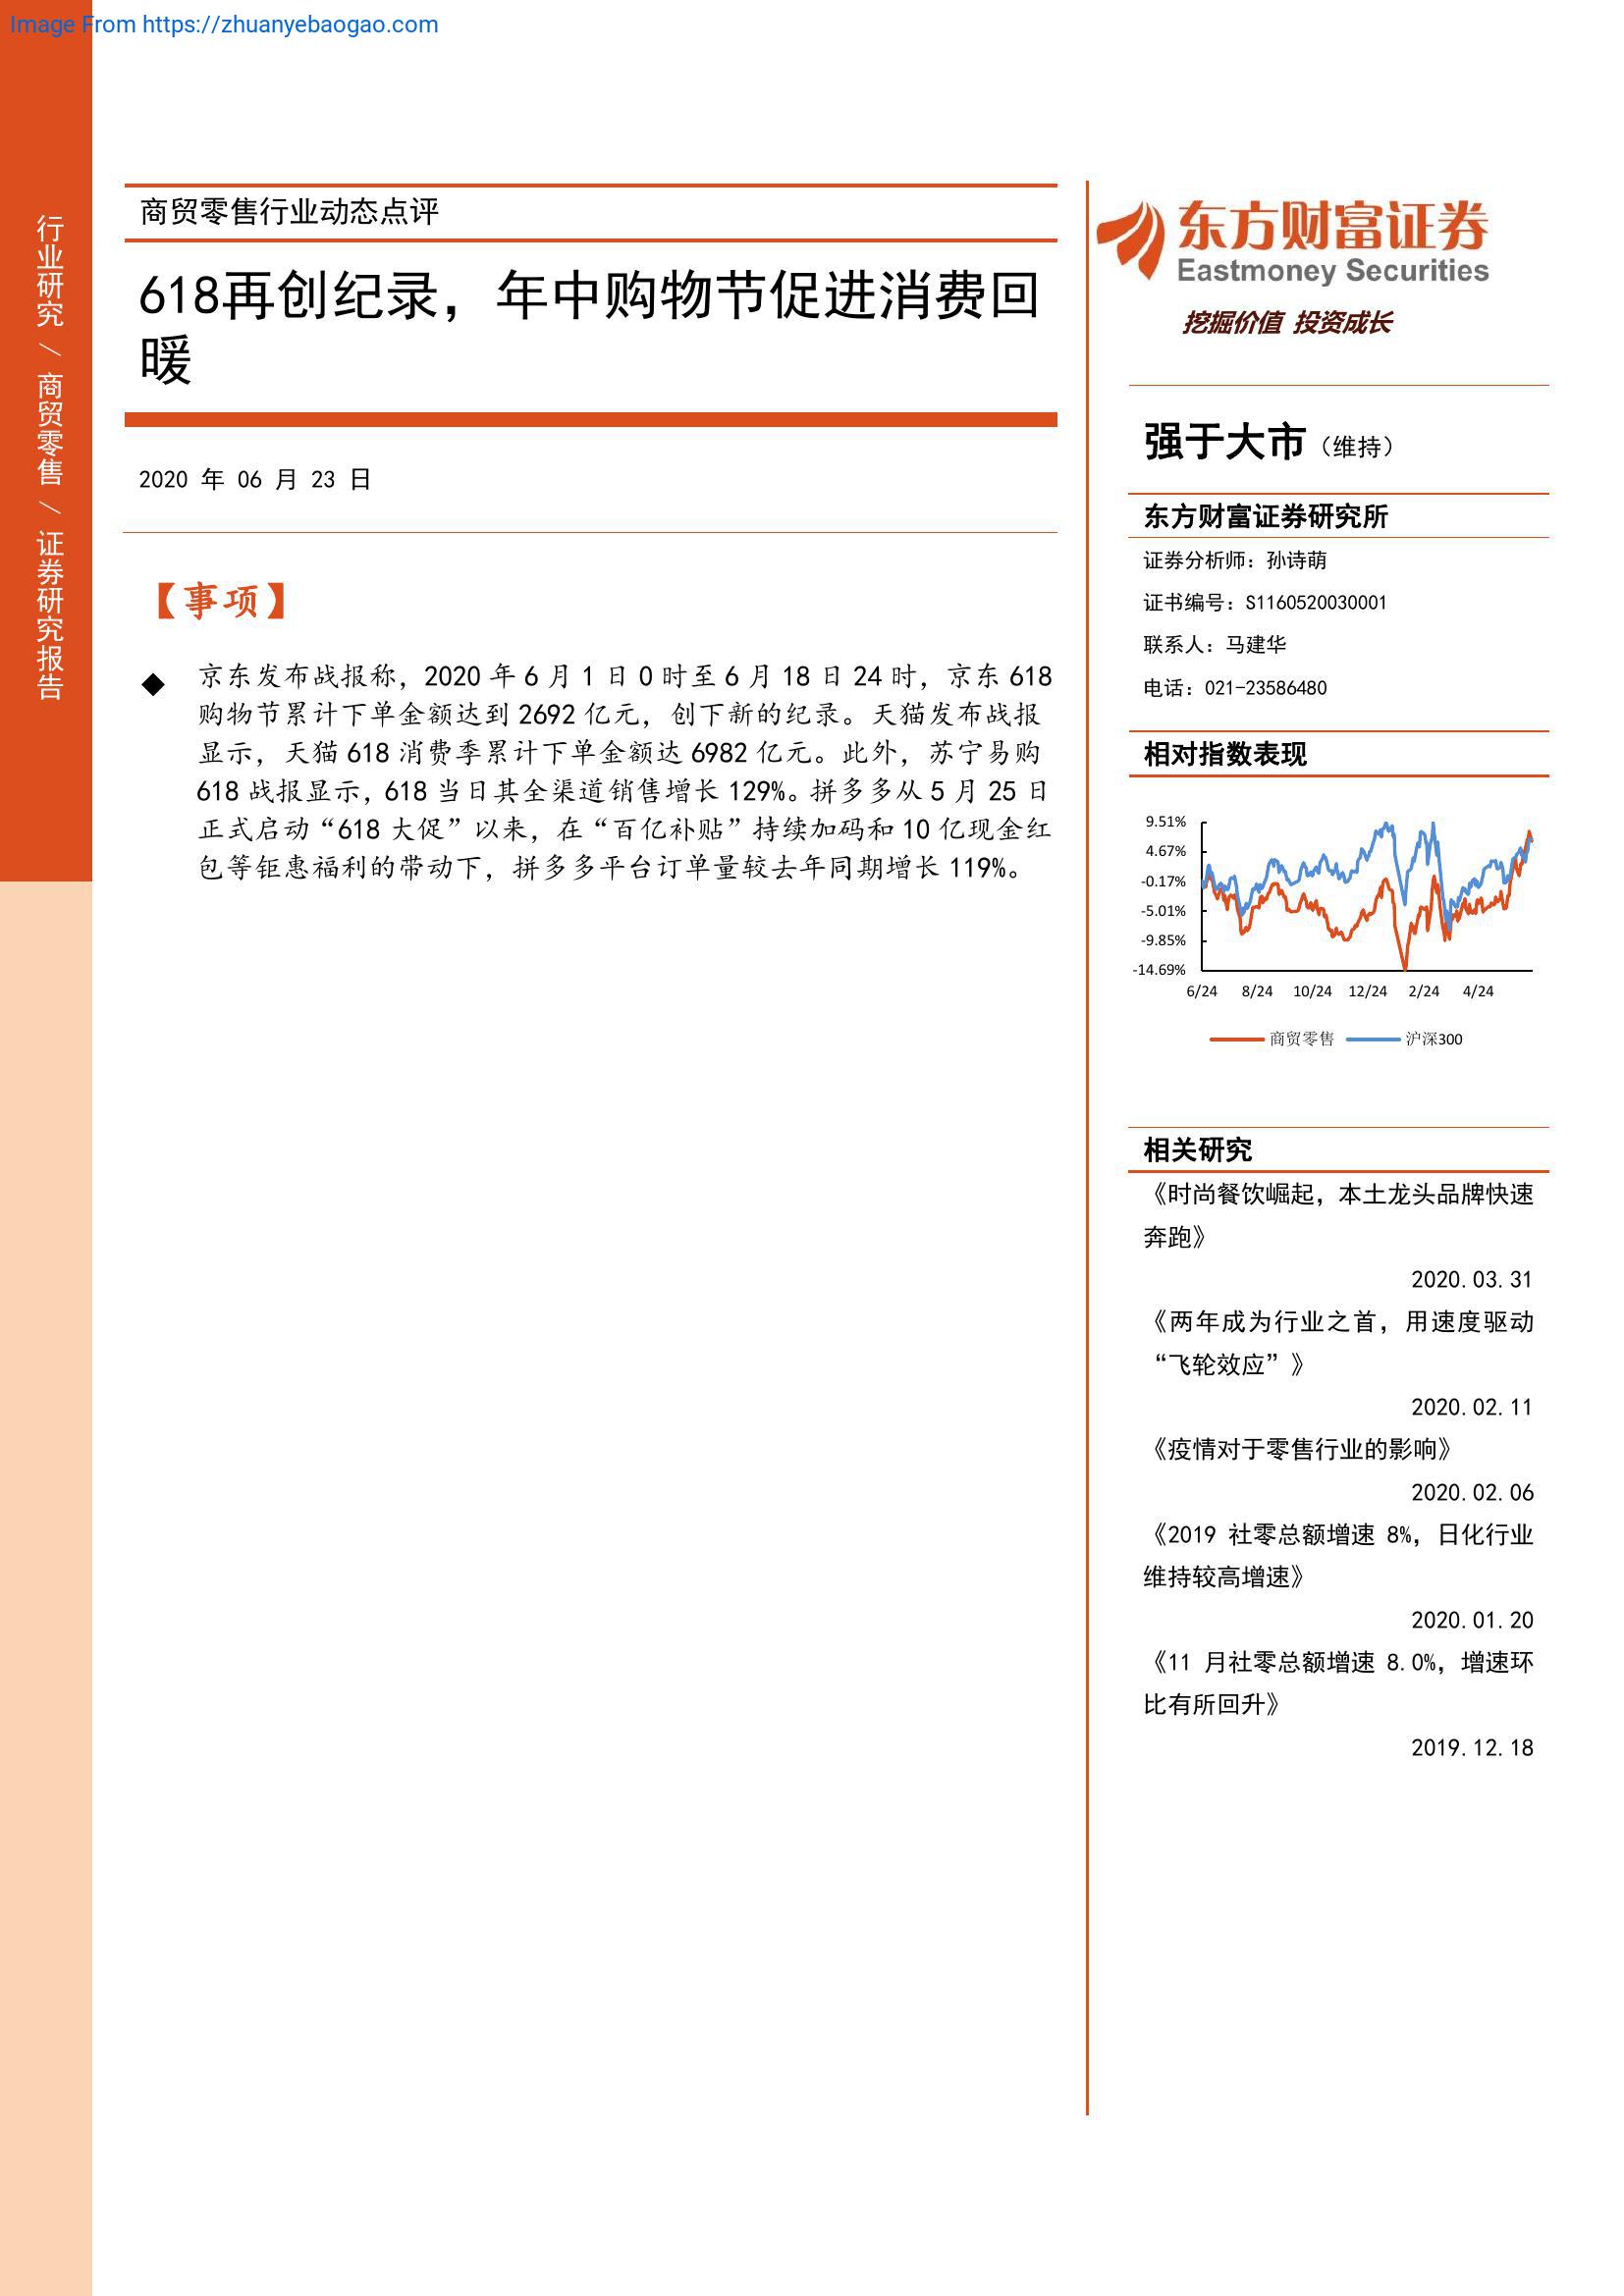 Image From https://zhuanyebaogao.com
行业研究／商贸零售／证券研究报告
商贸零售行业动态点评
618再创纪录，年中购物节促进消费回
暖
2020 年 06 月 23 日
【事项】
◆ 京东发布战报称，2020 年 6 月 1 日 0 时至 6 月 18 日 24 时，京东 618
购物节累计下单金额达到 2692 亿元，创下新的纪录。天猫发布战报
显示，天猫 618 消费季累计下单金额达 6982 亿元。此外，苏宁易购
618 战报显示，618 当日其全渠道销售增长 129%。拼多多从 5 月 25 日
正式启动“618 大促”以来，在“百亿补贴”持续加码和 10 亿现金红
包等钜惠福利的带动下，拼多多平台订单量较去年同期增长 119%。
东方财富证券
Eastmoney Securities
挖掘价值 投资成长
强于大市（维持）
东方财富证券研究所
证券分析师：孙诗萌
证书编号：S1160520030001
联系人：马建华
电话：021-23586480
相对指数表现
9.51%
4.67%
-0.17%
-5.01%
-9.85%
-14.69%
6/24 8/24 10/24 12/24 2/24 4/24
商贸零售 沪深300
相关研究
《时尚餐饮崛起，本土龙头品牌快速
奔跑》
2020.03.31
《两年成为行业之首，用速度驱动
“飞轮效应”》
2020.02.11
《疫情对于零售行业的影响》
2020.02.06
《2019 社零总额增速 8%，日化行业
维持较高增速》
2020.01.20
《11 月社零总额增速 8.0%，增速环
比有所回升》
2019.12.18